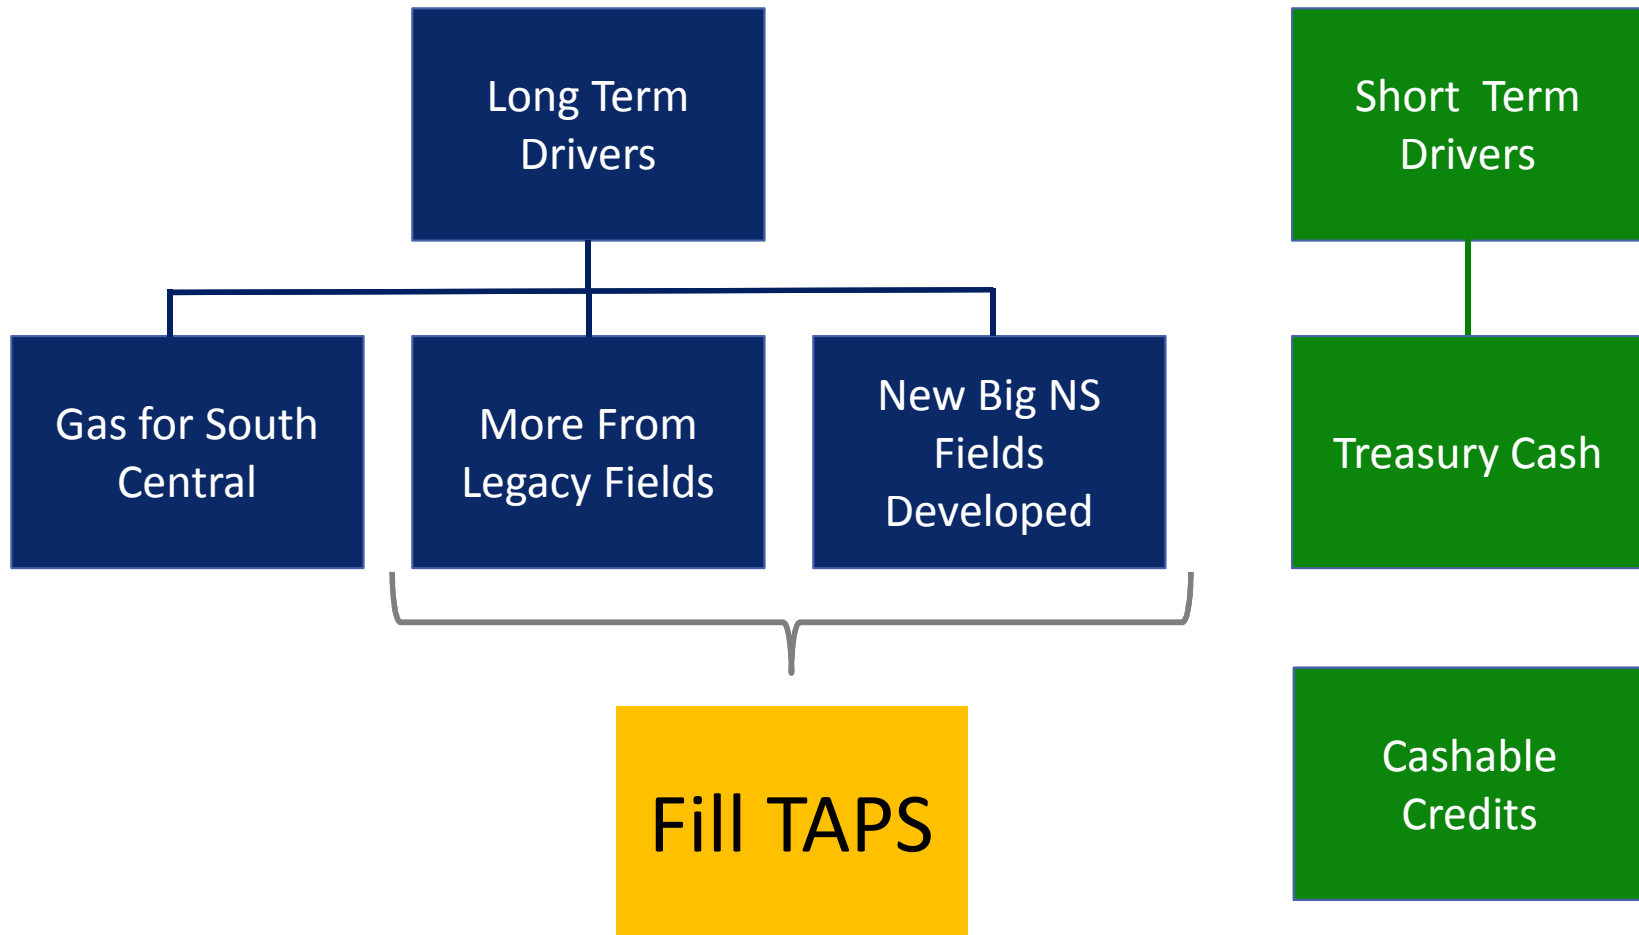 Long Term
Drivers
Short  Term
Drivers
Gas for South
Central
More From
Legacy Fields
New Big NS
Fields
Developed
Treasury Cash
Fill TAPS
Cashable
Credits